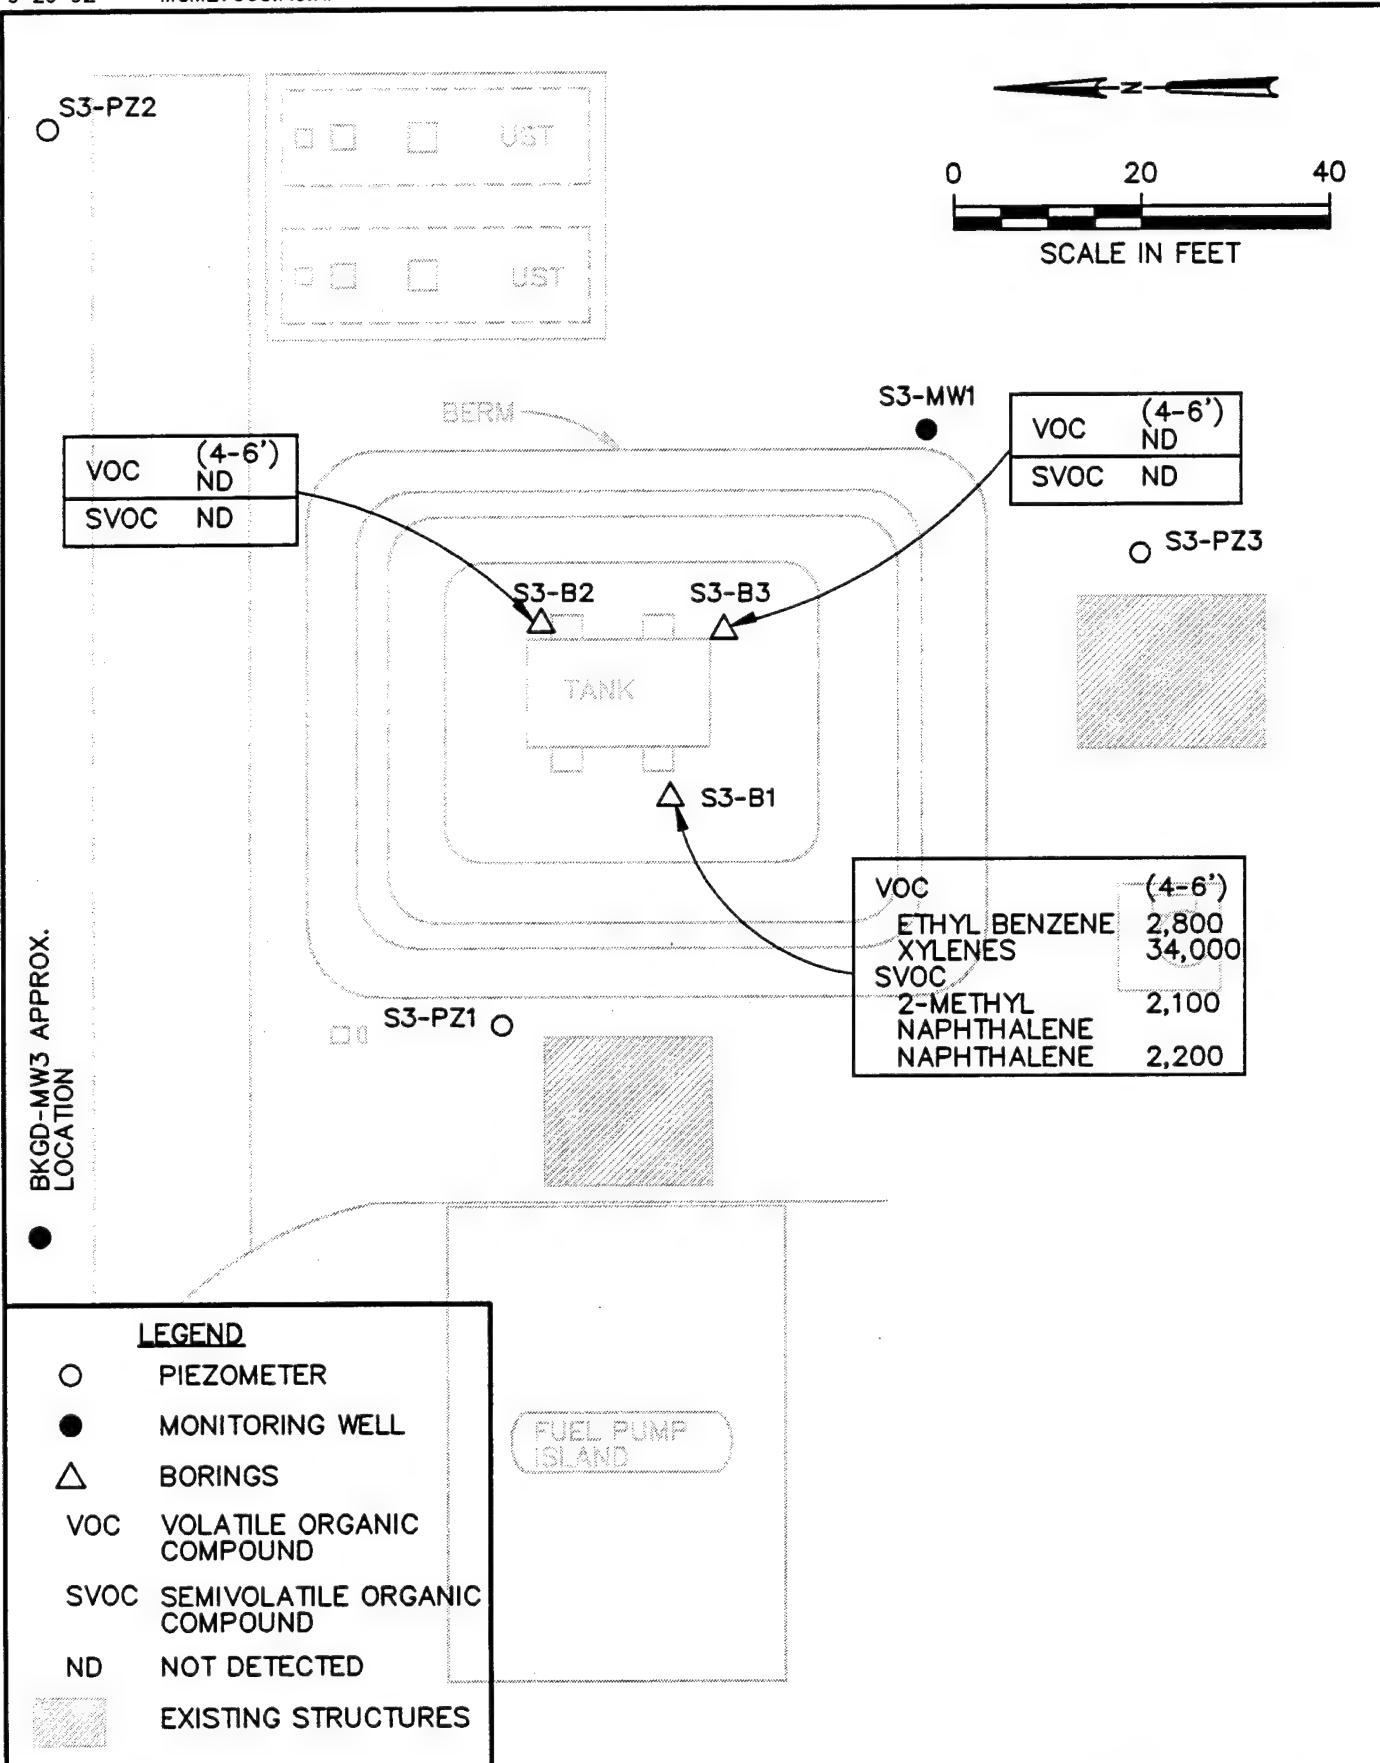 S3-PZ2
UST
UST
N
0 20 40
SCALE IN FEET
BERM
S3-MW1
VOC (4-6')
ND
SVOC ND
VOC (4-6')
ND
SVOC ND
S3-PZ3
S3-B2
S3-B3
TANK
S3-B1
VOC (4-6')
ETHYL BENZENE 2,800
XYLENES 34,000
SVOC
2-METHYL 2,100
NAPHTHALENE
NAPHTHALENE 2,200
S3-PZ1
BKGD-MW3 APPROX.
LOCATION
LEGEND
PIEZOMETER
MONITORING WELL
BORINGS
VOC VOLATILE ORGANIC
COMPOUND
SVOC SEMIVOLATILE ORGANIC
COMPOUND
ND NOT DETECTED
EXISTING STRUCTURES
FUEL PUMP
ISLAND